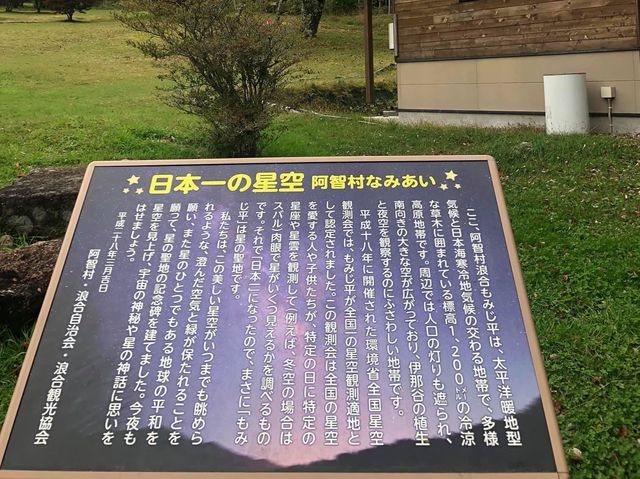 日本一の星空 阿智村なみあい
ここ、阿智村浪合もみじ平は、太平洋暖地型
気候と日本海寒冷地気候の交わる地帯で、多様
な草木に囲まれている標高1,200㍍の冷涼
高原地帯です。周辺では人口の灯りも遮られ、
南向きの大きな空が広がっており、伊那谷の植生
と夜空を観察するのにふさわしい地帯です。
平成十八年に開催された環境省全国星空
観測会では、もみじ平が全国一の星空観測適地と
して認定されました。この観測会は全国の星空
を愛する人や子供たちが、特定の日に特定の
星座や星雲を観測して(例えば、冬空の場合は
スバル)肉眼で星がいくつ見えるかを調べるもの
です。それで「日本一になったので、まさに「もみ
じ平」は星の聖地です。
私たちは、この美しい星空がいつまでも眺めら
れるような、澄んだ空気と緑が保たれることを
願い、また星のひとつでもある地球の平和を
願って、星の聖地の記念碑を建てました。今夜も
星空を見上げ、宇宙の神秘や星の神話に思いを
はせましょう。
平成二十八年三月吉日
阿智村・浪合自治会・浪合観光協会